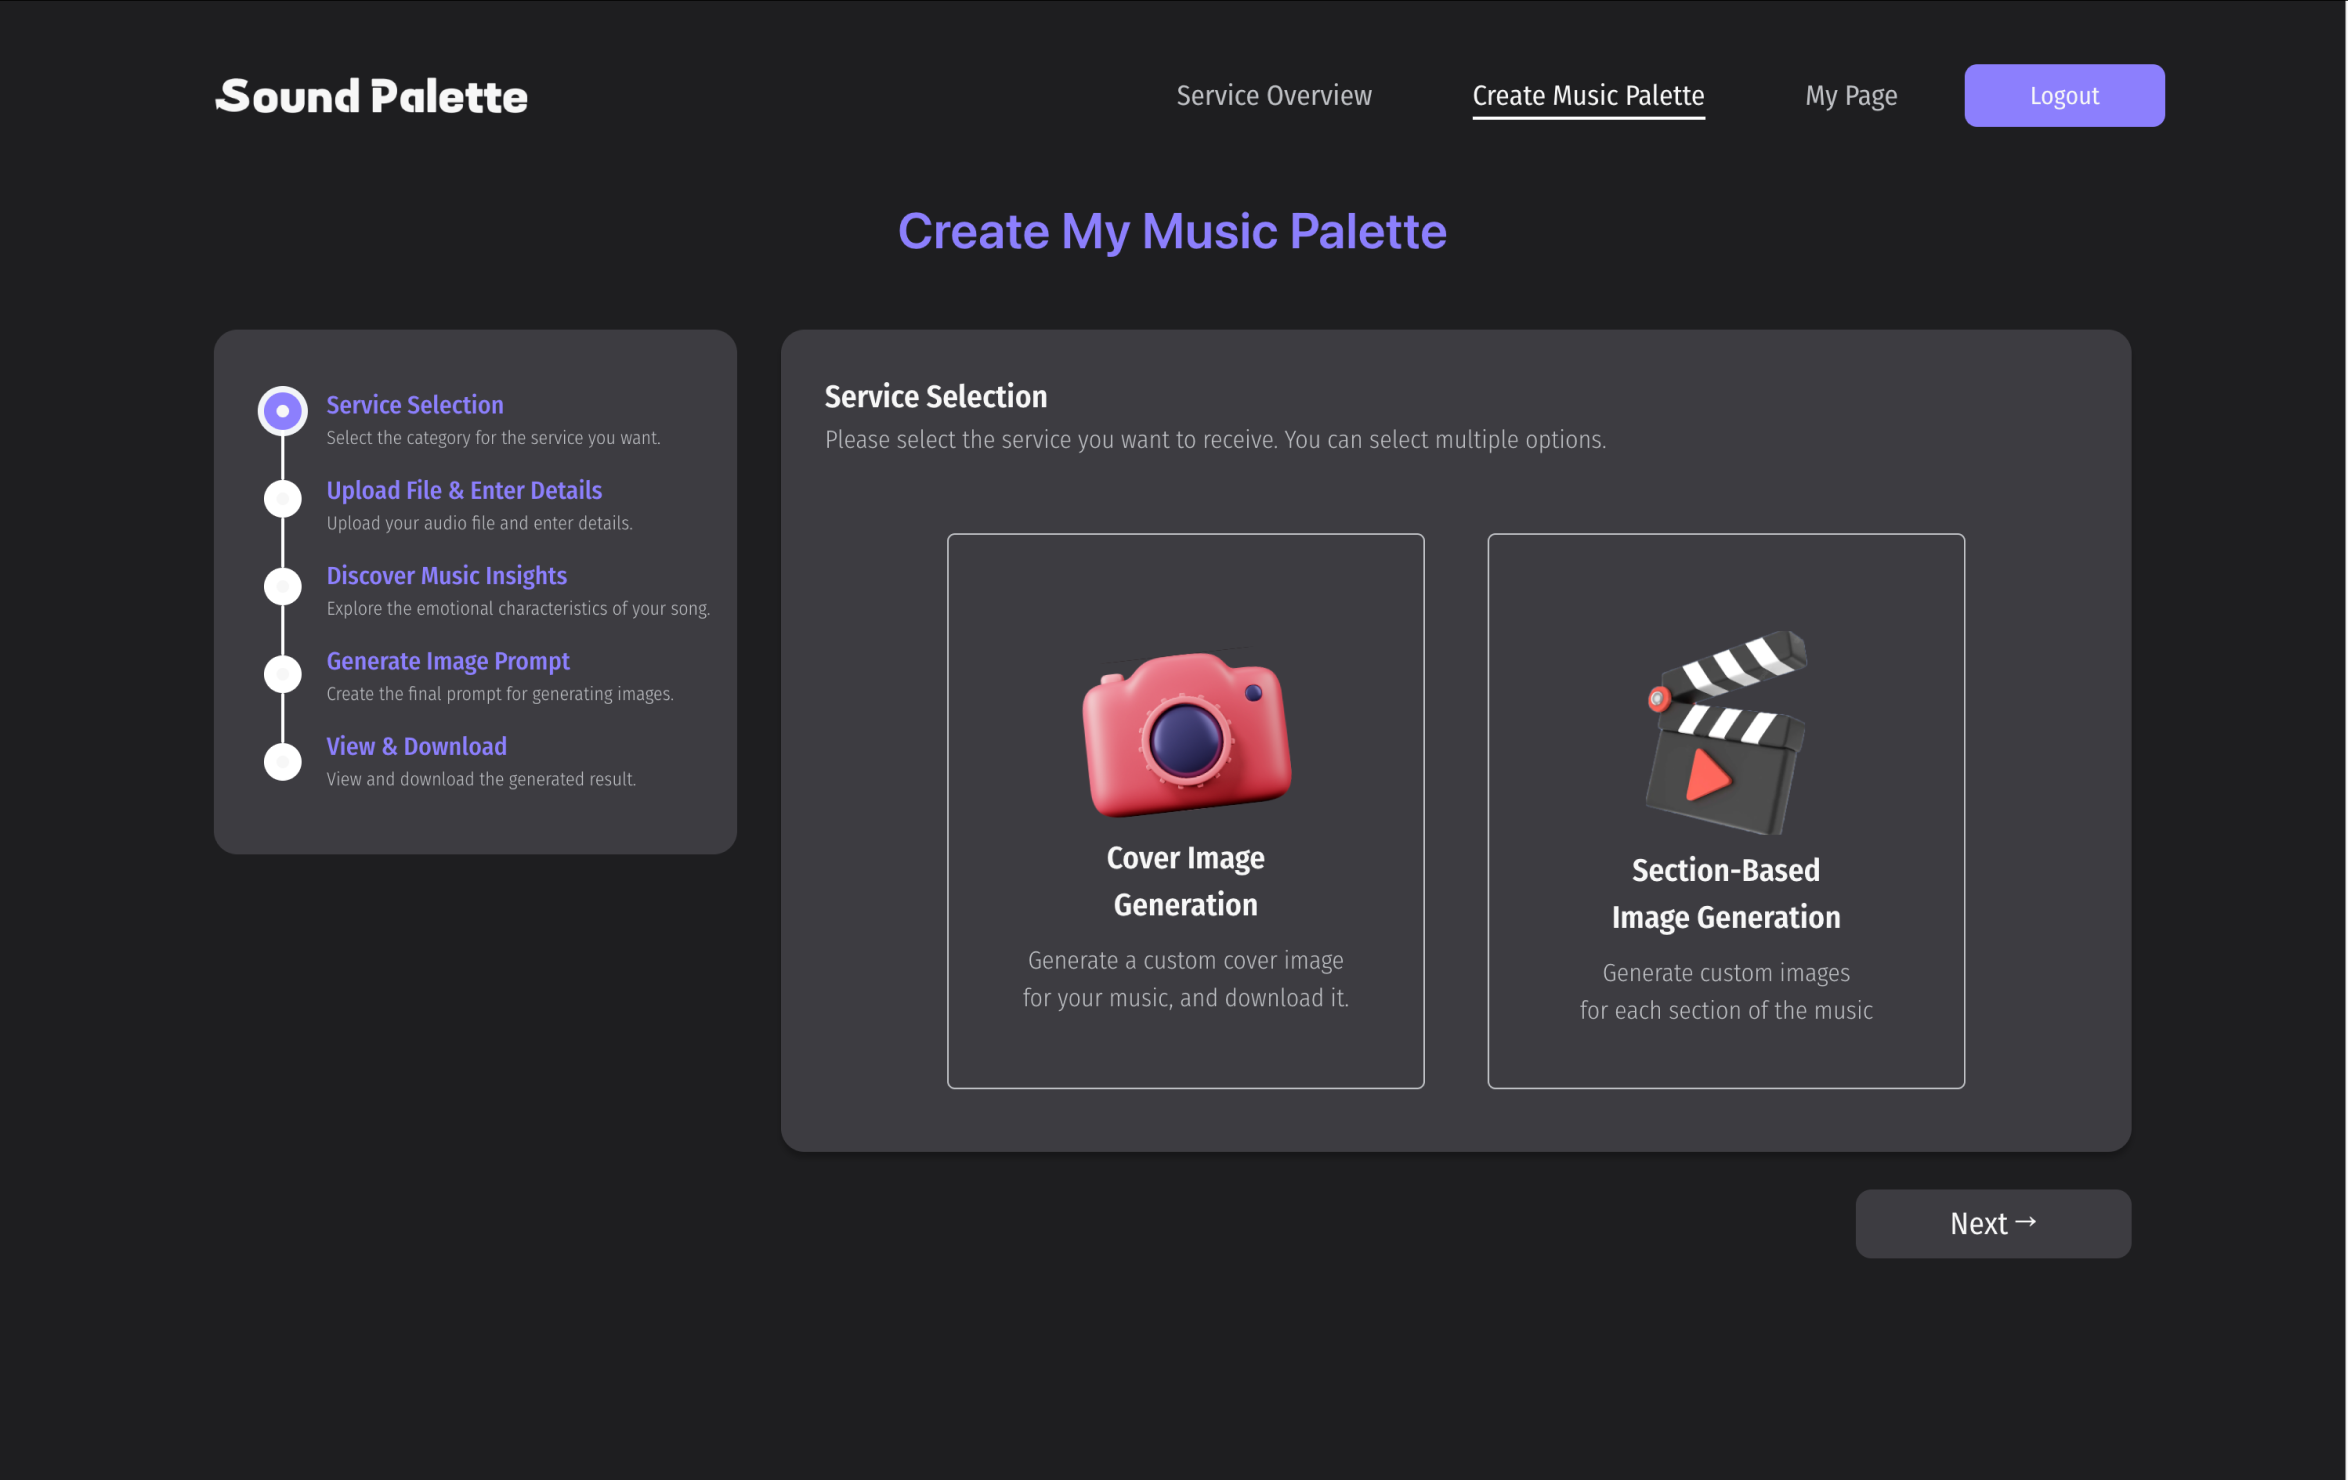 Sound Palette
Service Overview
Create Music Palette
My Page
Logout
Create My Music Palette
Service Selection
Select the category for the service you want.
Upload File & Enter Details
Upload your audio file and enter details.
Discover Music Insights
Explore the emotional characteristics of your song.
Generate Image Prompt
Create the final prompt for generating images.
View & Download
View and download the generated result.
Service Selection
Please select the service you want to receive. You can select multiple options.
Cover Image
Generation
Generate a custom cover image
for your music, and download it.
Section-Based
Image Generation
Generate custom images
for each section of the music
Next →